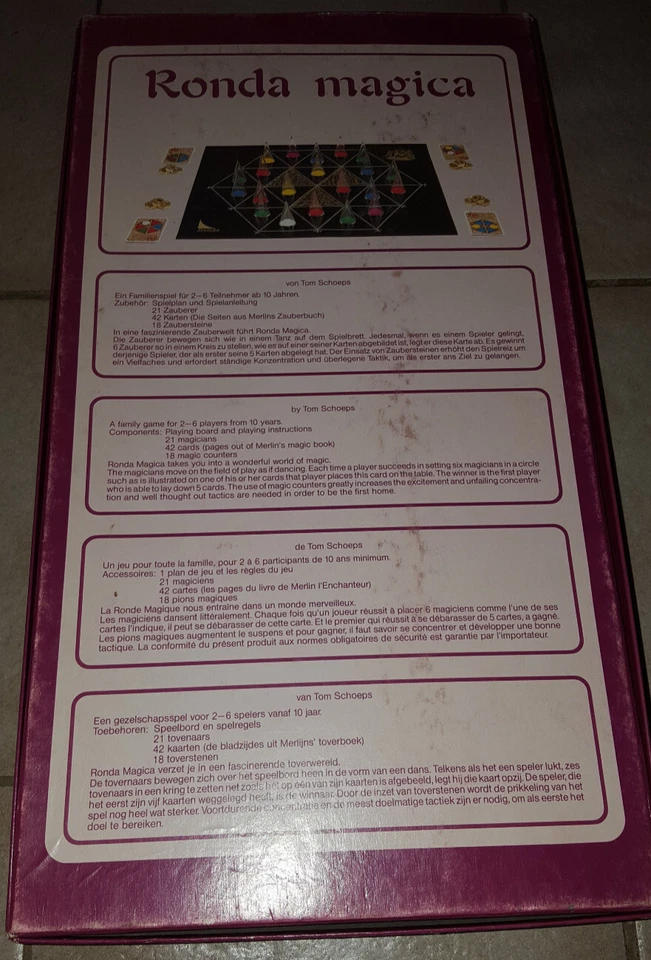 Ronda magica
von Tom Schoeps
Ein Familienspiel für 2–6 Teilnehmer ab 10 Jahren.
Zubehör: Spielplan und Spielanleitung
21 Zauberer
42 Karten (Die Seiten aus Merlins Zauberbuch)
18 Zaubersteine
In eine faszinierende Zauberwelt führt Ronda Magica.
Die Zauberer bewegen sich wie in einem Tanz auf dem Spielbrett. Jedesmal, wenn es einem Spieler gelingt,
6 Zauberer so in einem Kreis zu stellen, wie es auf einer seiner Karten abgebildet ist, legt er diese Karte ab. Es gewinnt
derjenige Spieler, der als erster seine 5 Karten abgelegt hat. Der Einsatz von Zaubersteinen erhöht den Spielreiz um
ein Vielfaches und erfordert ständige Konzentration und überlegene Taktik, um als erster ans Ziel zu gelangen.
by Tom Schoeps
A family game for 2–6 players from 10 years.
Components: Playing board and playing instructions
21 magicians
42 cards (pages out of Merlin's magic book)
18 magic counters
Ronda Magica takes you into a wonderful world of magic.
The magicians move on the field of play as if dancing. Each time a player succeeds in setting six magicians in a circle
such as is illustrated on one of his or her cards that player places this card on the table. The winner is the first player
who is able to lay down 5 cards. The use of magic counters greatly increases the excitement and unfailing concentra-
tion and well thought out tactics are needed in order to be the first home.
de Tom Schoeps
Un jeu pour toute la famille, pour 2 à 6 participants de 10 ans minimum.
Accessoires: 1 plan de jeu et les règles du jeu
21 magiciens
42 cartes (les pages du livre de Merlin l'Enchanteur)
18 pions magiques
La Ronde Magique nous entraîne dans un monde merveilleux.
Les magiciens dansent littéralement. Chaque fois qu'un joueur réussit à placer 6 magiciens comme l'une de ses
cartes l'indique, il peut se débarasser de cette carte. Et le premier qui réussit à se débarasser de 5 cartes, a gagné.
Les pions magiques augmentent le suspens et pour gagner, il faut savoir se concentrer et développer une bonne
tactique. La conformité du présent produit aux normes obligatoires de sécurité est garantie par l'importateur.
van Tom Schoeps
Een gezelschapsspel voor 2–6 spelers vanaf 10 jaar.
Toebehoren: Speelbord en spelregels
21 tovenaars
42 kaarten (de bladzijdes uit Merlijns' toverboek)
18 toverstenen
Ronda Magica verzet je in een fascinerende toverwereld.
De tovernaars bewegen zich over het speelbord heen in de vorm van een dans. Telkens als het een speler lukt, zes
tovenaars in een kring te zetten net zoals het op één van zijn kaarten is afgebeeld, legt hij die kaart opzij. De speler, die
het eerst zijn vijf kaarten weggelegd heeft, is de winnaar. Door de inzet van toverstenen wordt de prikkeling van het
spel nog heel wat sterker. Voortdurende concentratie en de meest doelmatige tactiek zijn er nodig, om als eerste het
doel te bereiken.